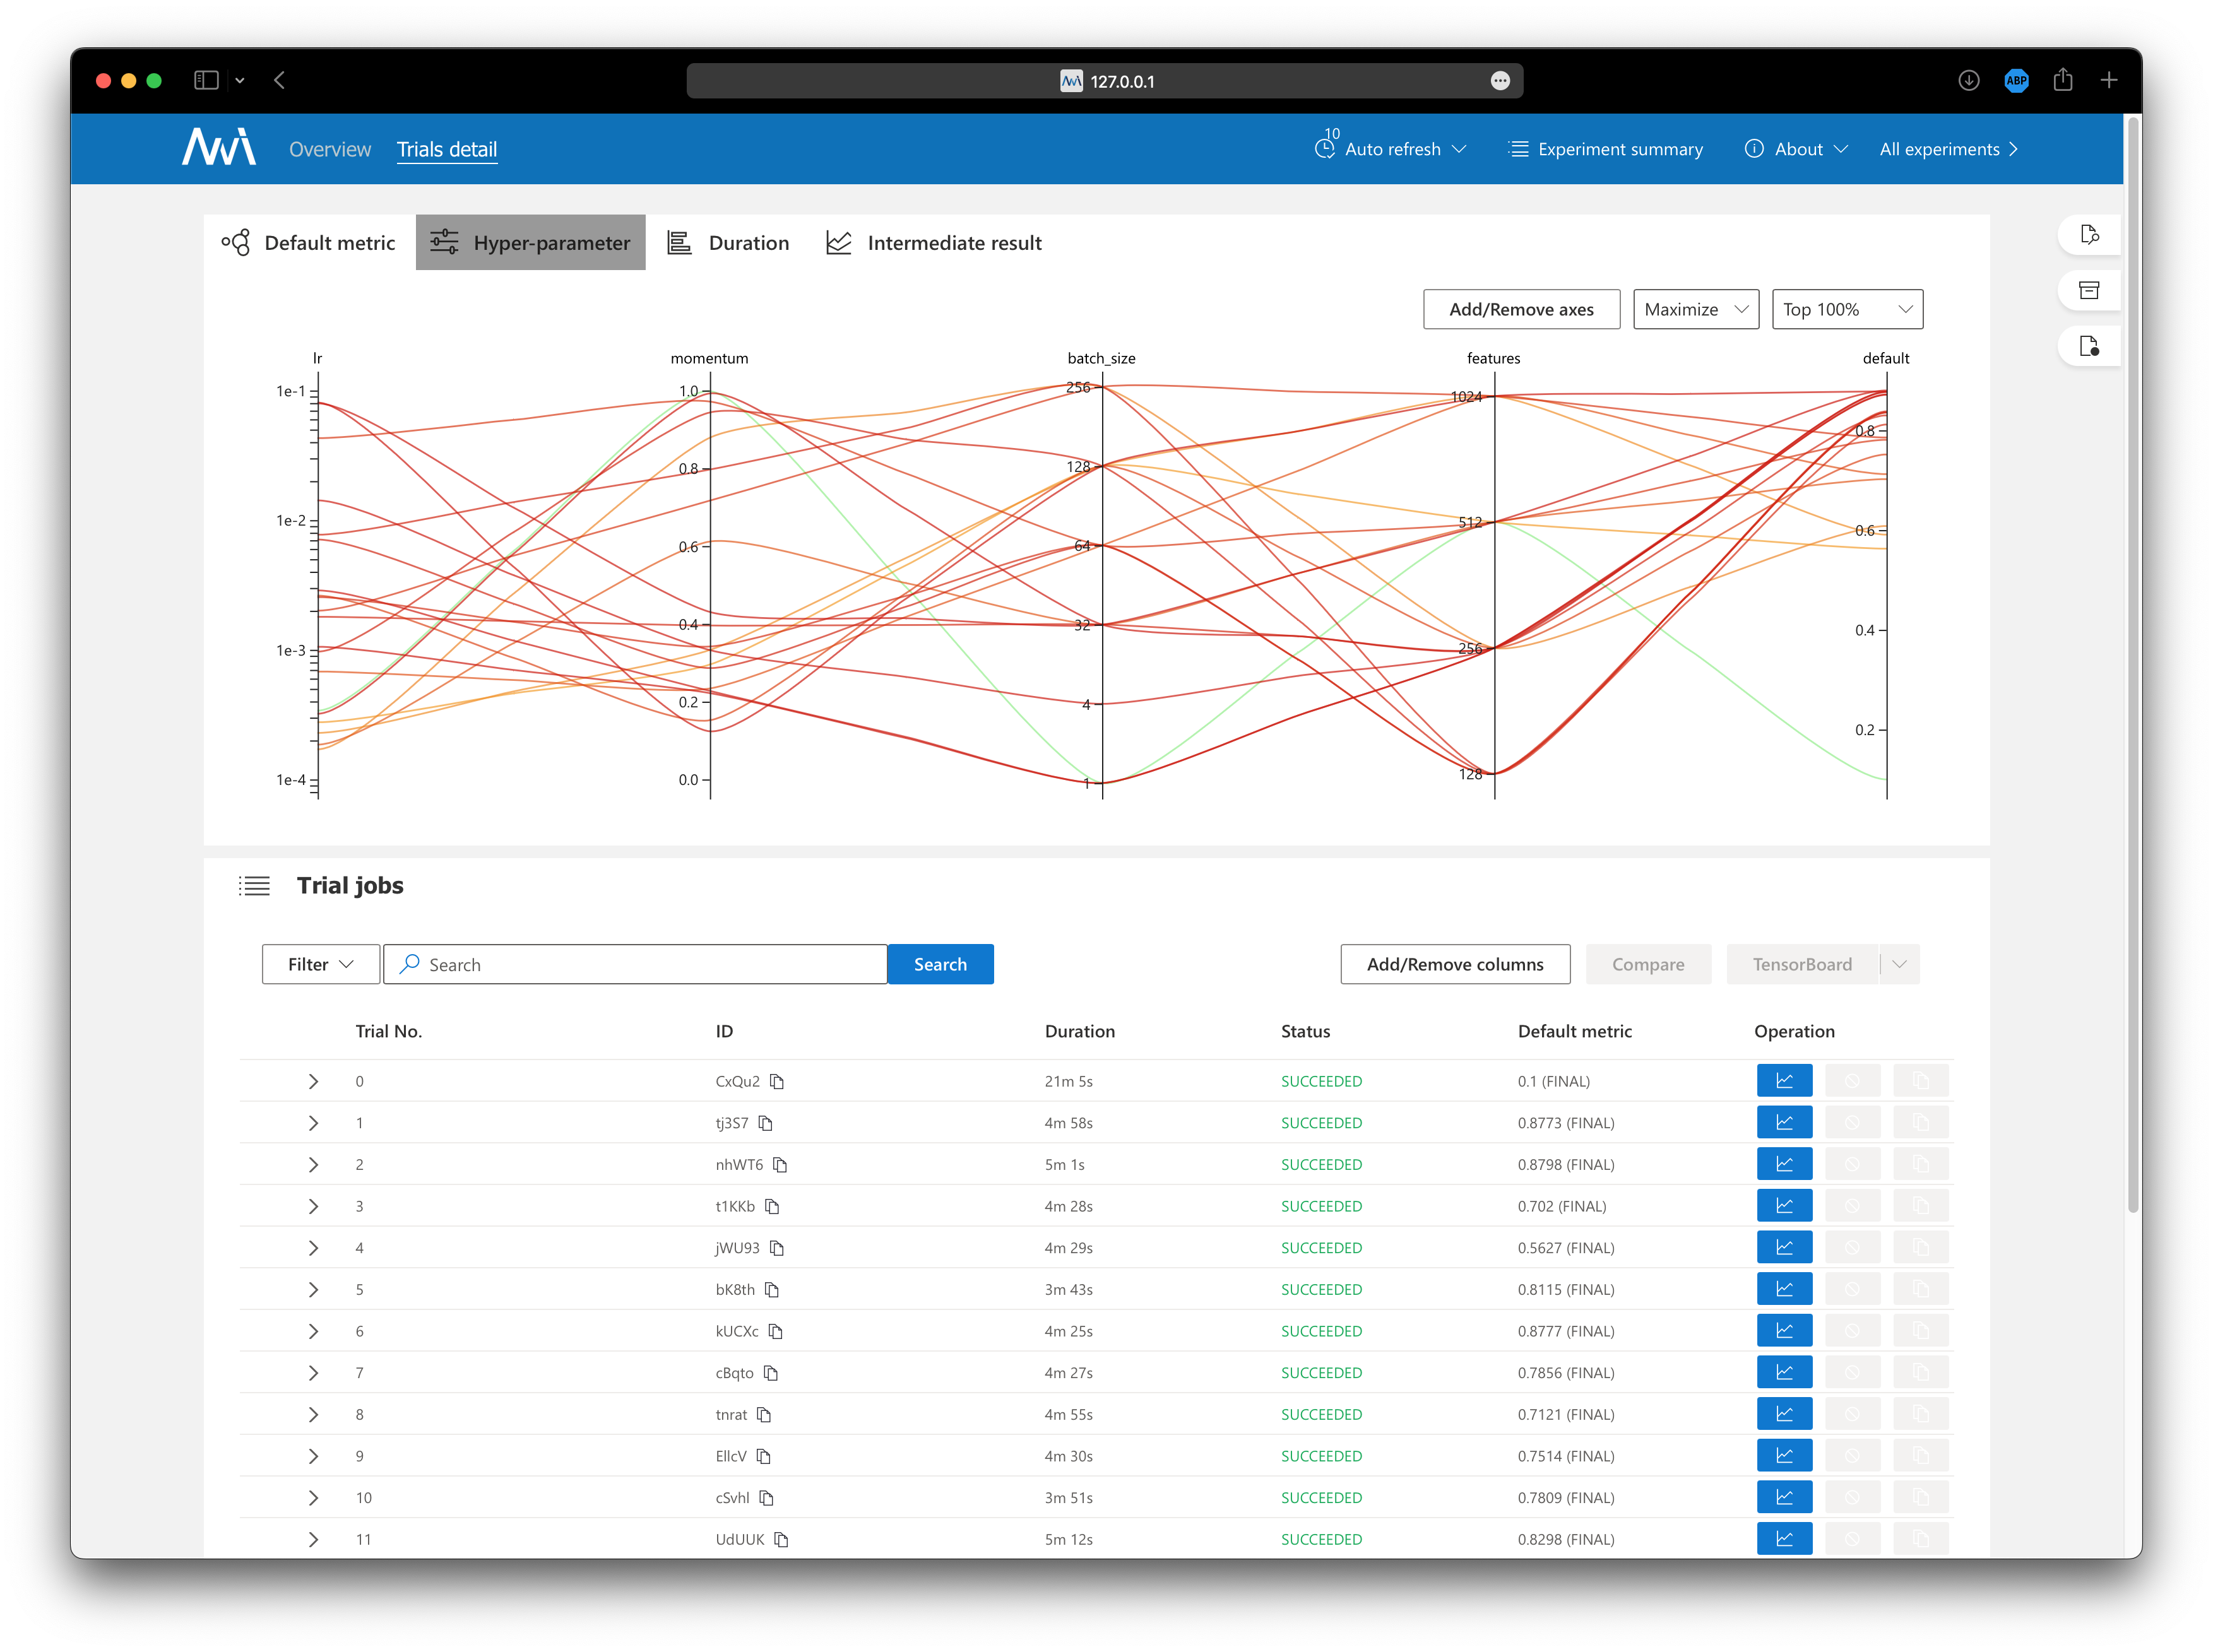 127.0.0.1
ABP
Overview Trials detail 10 Auto refresh Experiment summary About All experiments
Default metric Hyper-parameter Duration Intermediate result
Add/Remove axes Maximize Top 100%
lr momentum batch_size features default
1e-1 1.0 256 1024
0.8 128 0.8
1e-2 0.6 64 512 0.6
1e-3 0.4 32 256 0.4
0.2 4 0.2
1e-4 0.0 1 128
Trial jobs
Filter Search Search Add/Remove columns Compare TensorBoard
Trial No. ID Duration Status Default metric Operation
0 CxQu2 21m 5s SUCCEEDED 0.1 (FINAL)
1 tj3S7 4m 58s SUCCEEDED 0.8773 (FINAL)
2 nhWT6 5m 1s SUCCEEDED 0.8798 (FINAL)
3 t1KKb 4m 28s SUCCEEDED 0.702 (FINAL)
4 jWU93 4m 29s SUCCEEDED 0.5627 (FINAL)
5 bK8th 3m 43s SUCCEEDED 0.8115 (FINAL)
6 kUCXc 4m 25s SUCCEEDED 0.8777 (FINAL)
7 cBqto 4m 27s SUCCEEDED 0.7856 (FINAL)
8 tnrat 4m 55s SUCCEEDED 0.7121 (FINAL)
9 EllcV 4m 30s SUCCEEDED 0.7514 (FINAL)
10 cSvhl 3m 51s SUCCEEDED 0.7809 (FINAL)
11 UdUUK 5m 12s SUCCEEDED 0.8298 (FINAL)